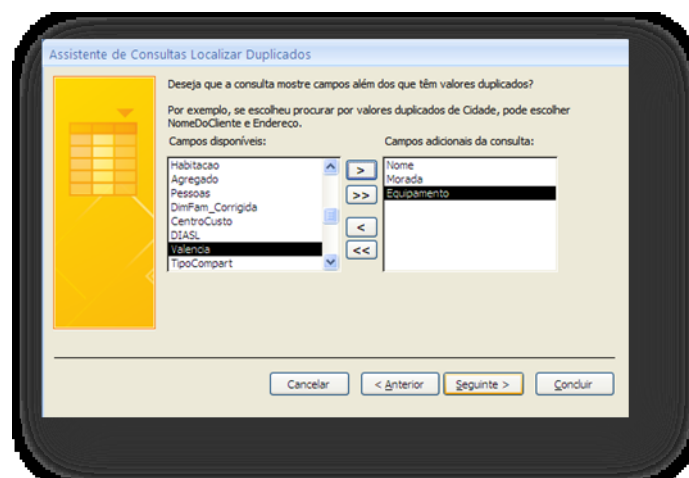 Assistente de Consultas Localizar Duplicados
Deseja que a consulta mostre campos além dos que têm valores duplicados?
Por exemplo, se escolheu procurar por valores duplicados de Cidade, pode escolher
NomeDoCliente e Endereco.
Campos disponíveis:
Habitacao
Agregado
Pessoas
DimFam_Corrigida
CentroCusto
DIASL
Valencia
TipoCompart
>
>>
<
<<
Campos adicionais da consulta:
Nome
Morada
Equipamento
Cancelar
< Anterior
Seguinte >
Concluir